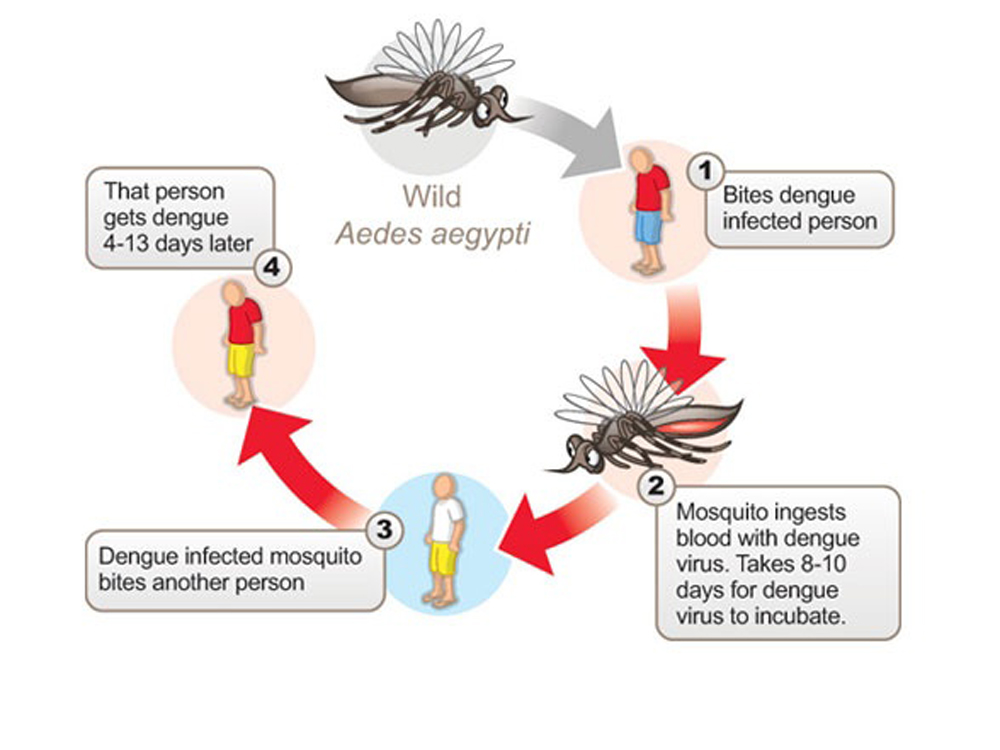 Wild
Aedes aegypti
1
Bites dengue
infected person
2
Mosquito ingests
blood with dengue
virus. Takes 8-10
days for dengue
virus to incubate.
3
Dengue infected mosquito
bites another person
4
That person
gets dengue
4-13 days later